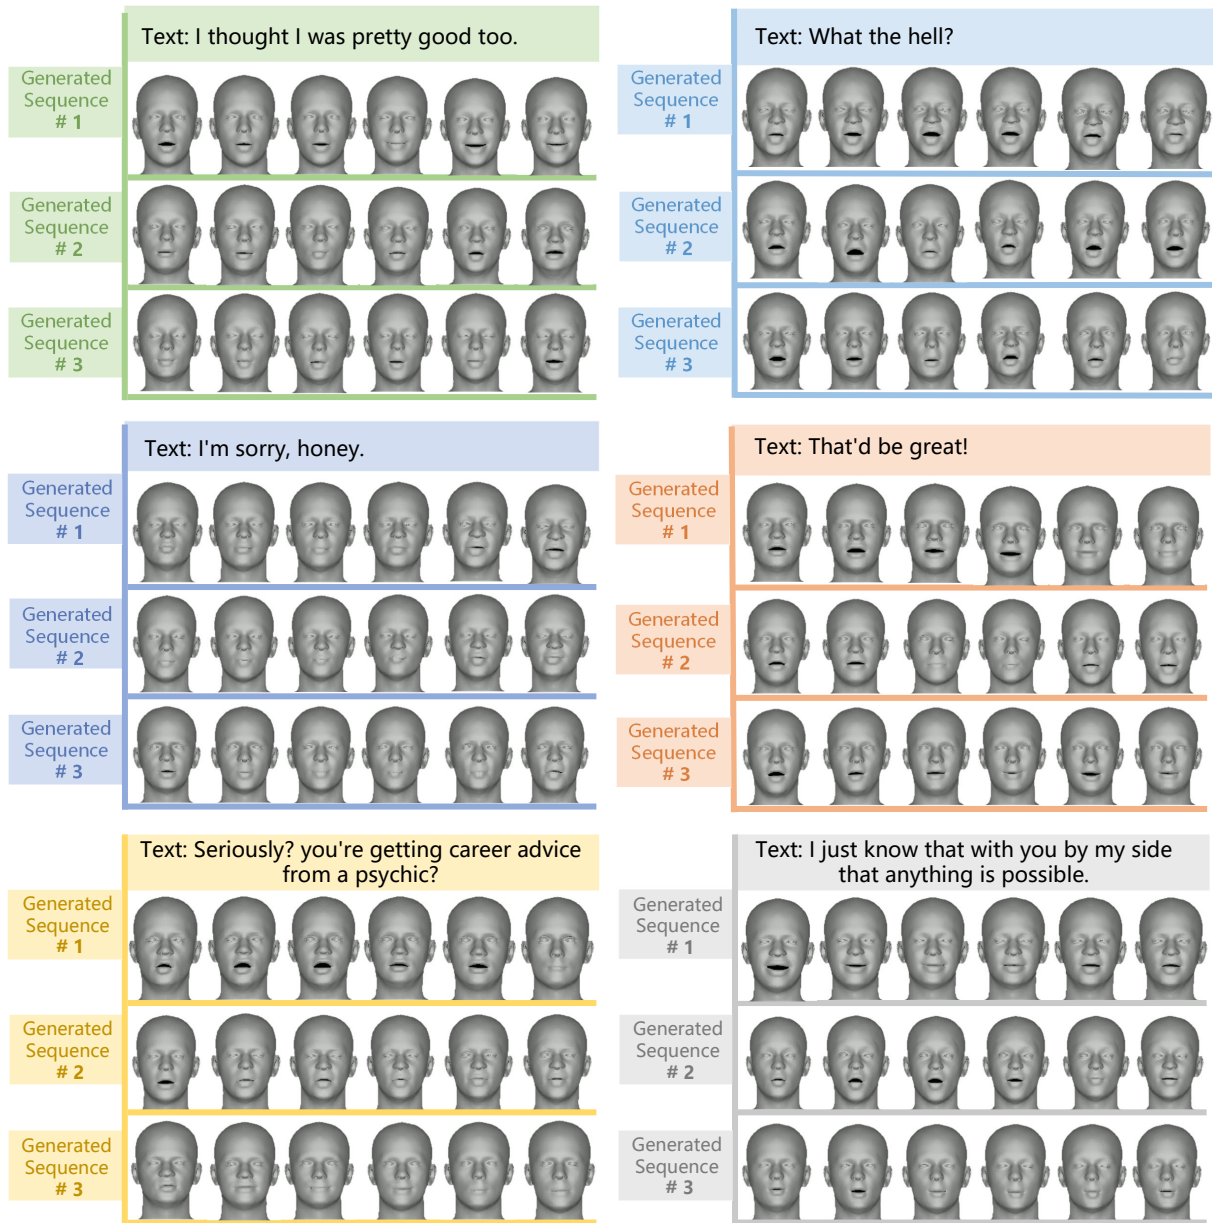 Text: I thought I was pretty good too.
Generated
Sequence
# 1
Generated
Sequence
# 2
Generated
Sequence
# 3
Text: What the hell?
Generated
Sequence
# 1
Generated
Sequence
# 2
Generated
Sequence
# 3
Text: I'm sorry, honey.
Generated
Sequence
# 1
Generated
Sequence
# 2
Generated
Sequence
# 3
Text: That'd be great!
Generated
Sequence
# 1
Generated
Sequence
# 2
Generated
Sequence
# 3
Text: Seriously? you're getting career advice
from a psychic?
Generated
Sequence
# 1
Generated
Sequence
# 2
Generated
Sequence
# 3
Text: I just know that with you by my side
that anything is possible.
Generated
Sequence
# 1
Generated
Sequence
# 2
Generated
Sequence
# 3